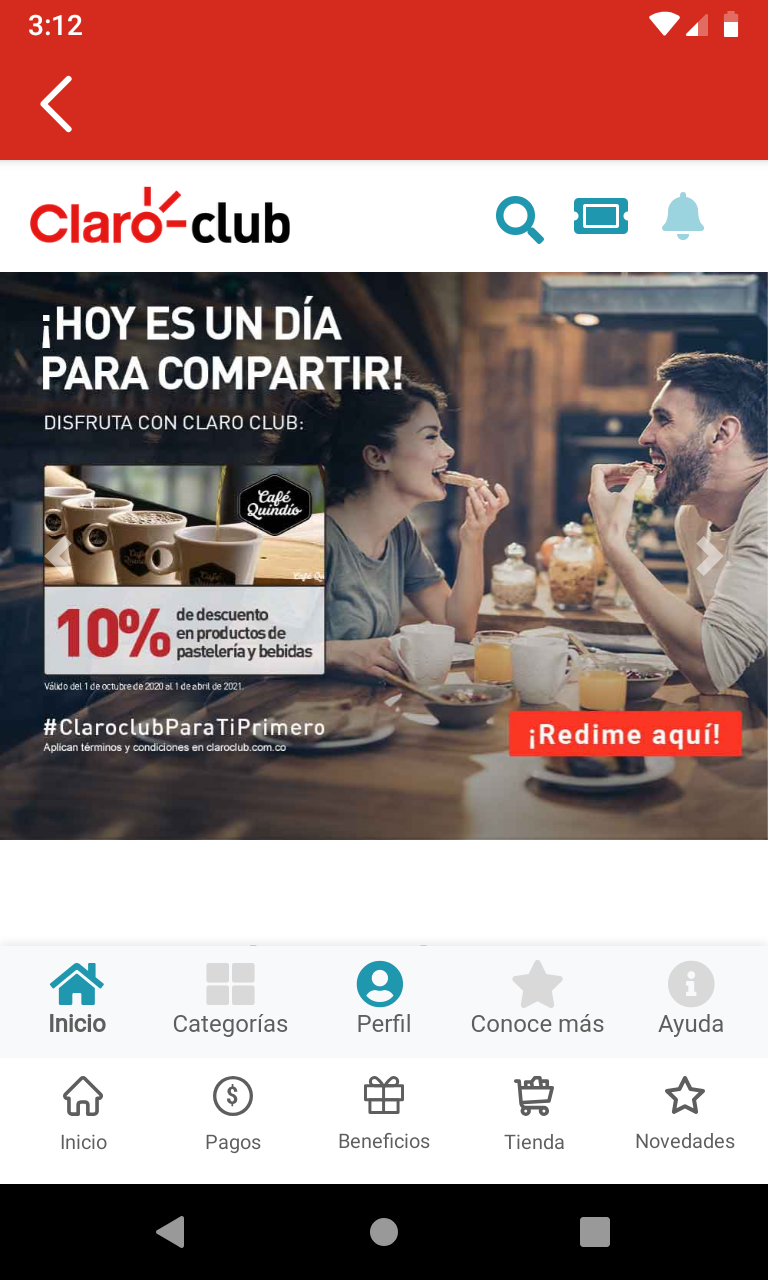 3:12
Claro-club
¡HOY ES UN DÍA
PARA COMPARTIR!
DISFRUTA CON CLARO CLUB:
Café
Quindío
10% de descuento
en productos de
pastelería y bebidas
Válido del 1 de octubre de 2020 al 1 de abril de 2021.
#ClaroclubParaTiPrimero
Aplican términos y condiciones en claroclub.com.co
¡Redime aquí!
Inicio
Categorías
Perfil
Conoce más
Ayuda
Inicio
Pagos
Beneficios
Tienda
Novedades